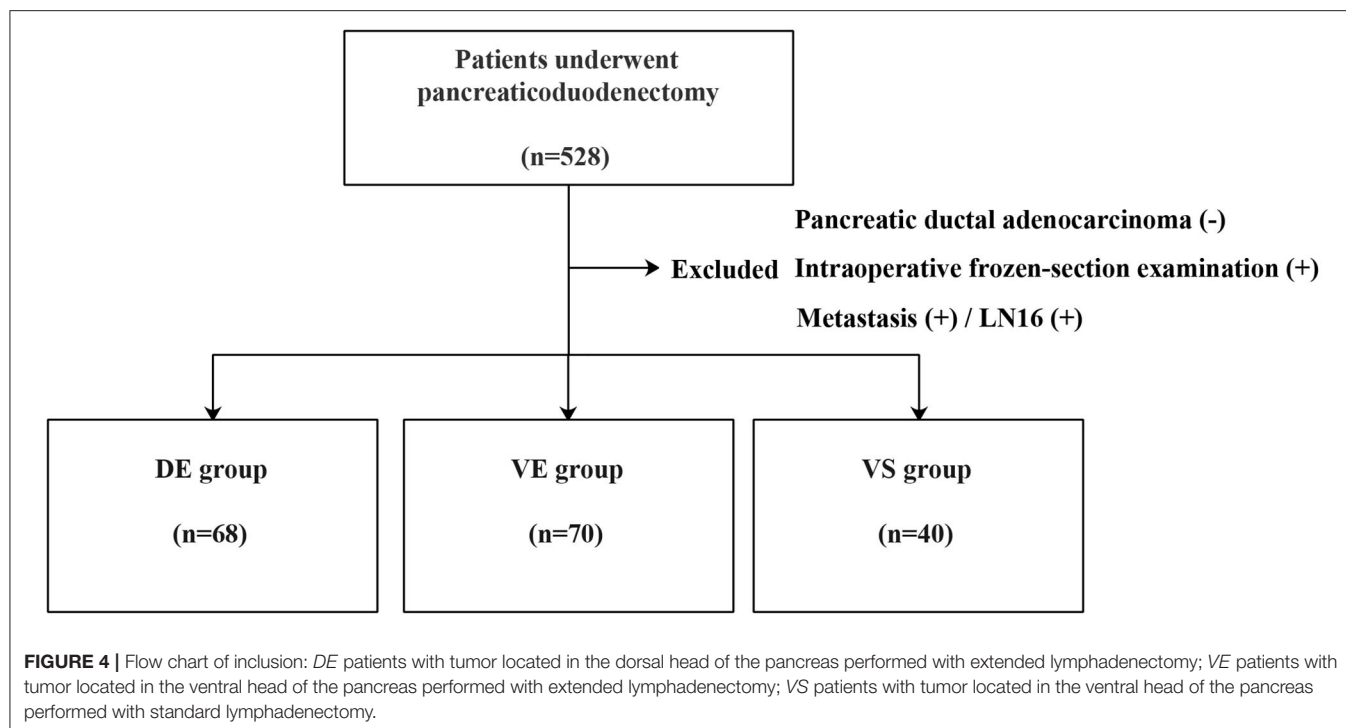 Patients underwent
pancreaticoduodenectomy
(n=528)
Pancreatic ductal adenocarcinoma (-)
Excluded Intraoperative frozen-section examination (+)
Metastasis (+) / LN16 (+)
DE group
(n=68)
VE group
(n=70)
VS group
(n=40)
FIGURE 4 | Flow chart of inclusion: DE patients with tumor located in the dorsal head of the pancreas performed with extended lymphadenectomy; VE patients with
tumor located in the ventral head of the pancreas performed with extended lymphadenectomy; VS patients with tumor located in the ventral head of the pancreas
performed with standard lymphadenectomy.